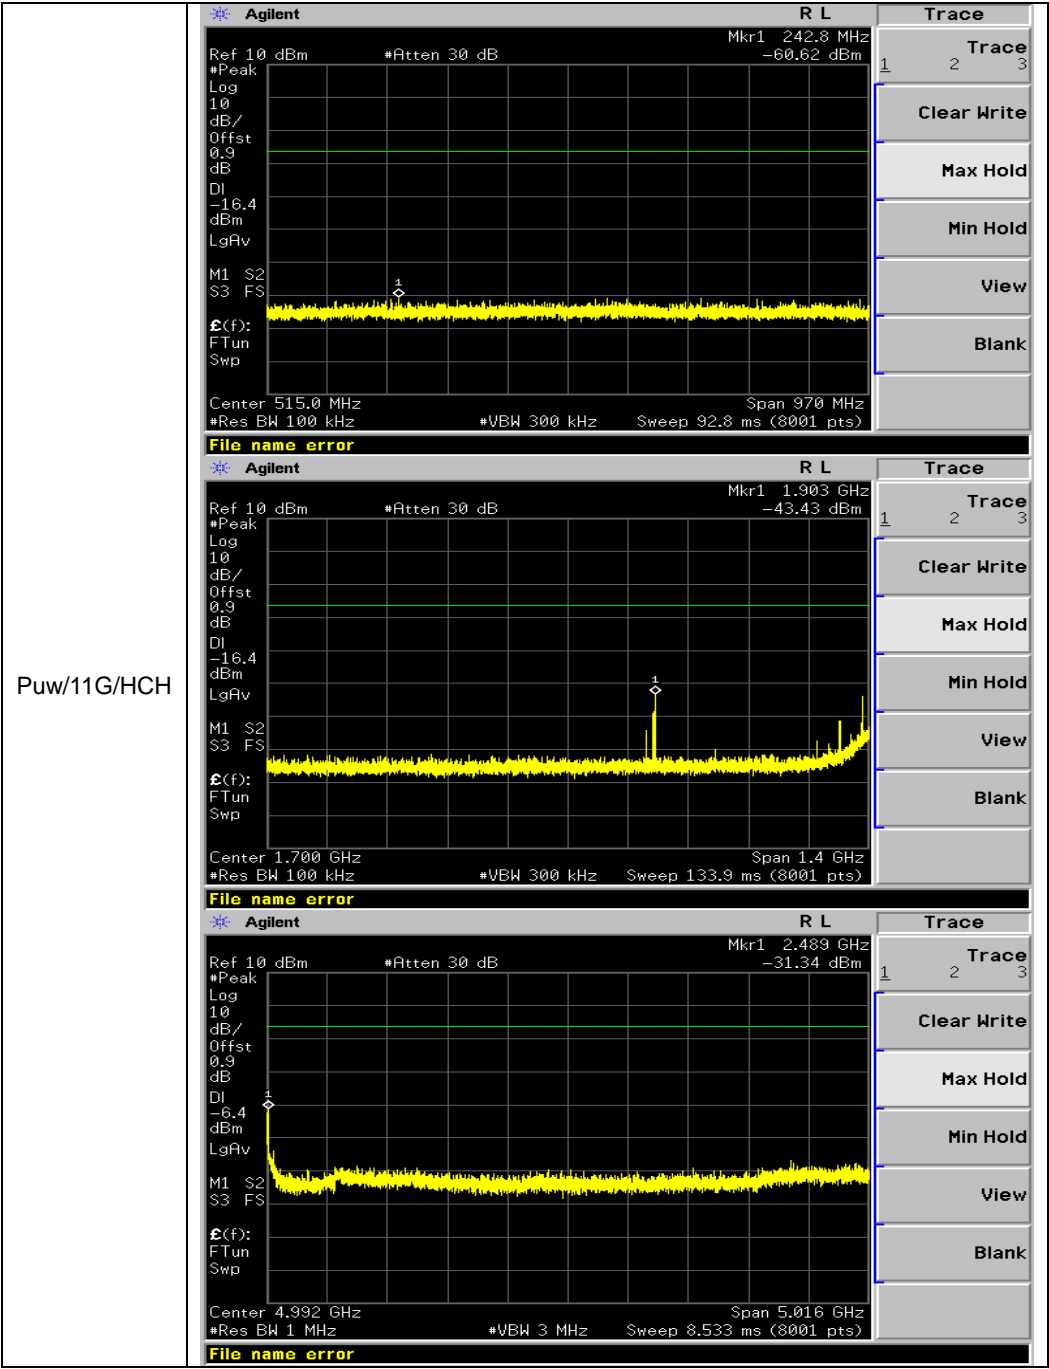 Puw/11G/HCH
Agilent R L Trace
Mkr1 242.8 MHz
Ref 10 dBm #Atten 30 dB -60.62 dBm
Trace
1 2 3
#Peak
Log
10
dB/
Offst
0.9
dB
DI
-16.4
dBm
LgAv
M1 S2
S3 FS
£(f):
FTun
Swp
1
Center 515.0 MHz Span 970 MHz
#Res BW 100 kHz #VBW 300 kHz Sweep 92.8 ms (8001 pts)
Clear Write
Max Hold
Min Hold
View
Blank
File name error
Agilent R L Trace
Mkr1 1.903 GHz
Ref 10 dBm #Atten 30 dB -43.43 dBm
Trace
1 2 3
#Peak
Log
10
dB/
Offst
0.9
dB
DI
-16.4
dBm
LgAv
M1 S2
S3 FS
£(f):
FTun
Swp
1
Center 1.700 GHz Span 1.4 GHz
#Res BW 100 kHz #VBW 300 kHz Sweep 133.9 ms (8001 pts)
Clear Write
Max Hold
Min Hold
View
Blank
File name error
Agilent R L Trace
Mkr1 2.489 GHz
Ref 10 dBm #Atten 30 dB -31.34 dBm
Trace
1 2 3
#Peak
Log
10
dB/
Offst
0.9
dB
DI
-6.4
dBm
LgAv
M1 S2
S3 FS
£(f):
FTun
Swp
1
Center 4.992 GHz Span 5.016 GHz
#Res BW 1 MHz #VBW 3 MHz Sweep 8.533 ms (8001 pts)
Clear Write
Max Hold
Min Hold
View
Blank
File name error